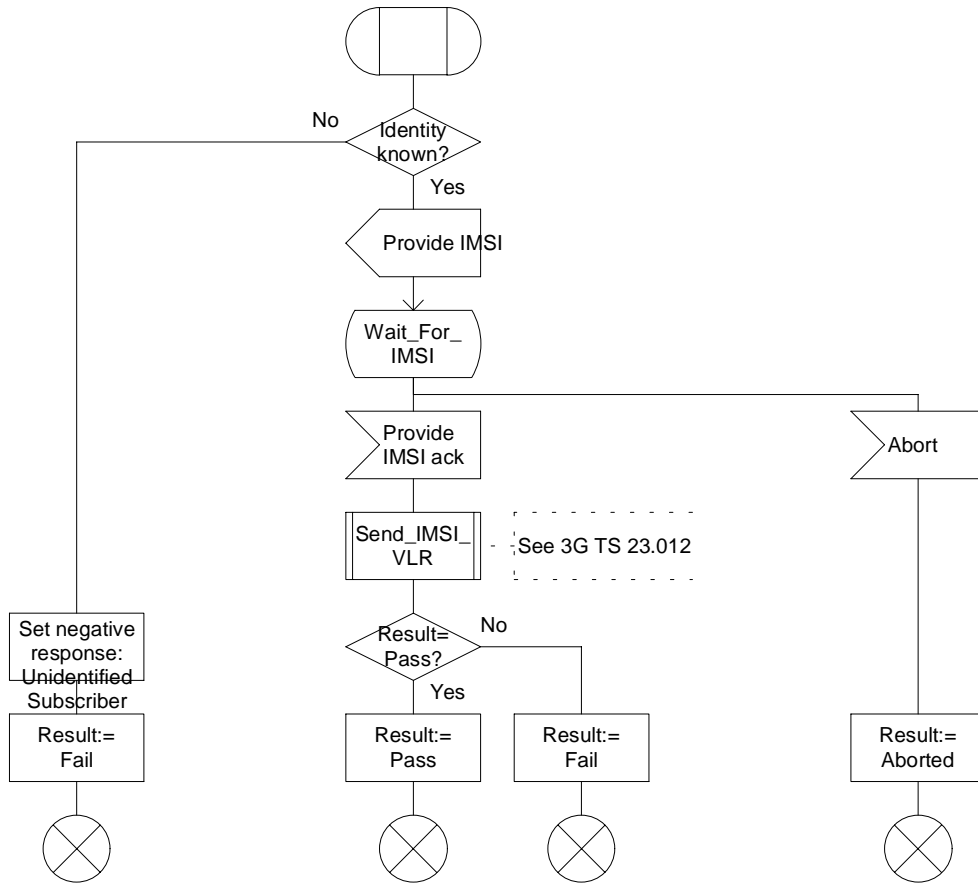 No
Identity
known?
Yes
Provide IMSI
Wait_For_
IMSI
Provide
IMSI ack
Abort
Send_IMSI_
VLR
See 3G TS 23.012
Set negative
response:
Unidentified
Subscriber
Result=
Pass?
No
Yes
Result:=
Fail
Result:=
Pass
Result:=
Fail
Result:=
Aborted